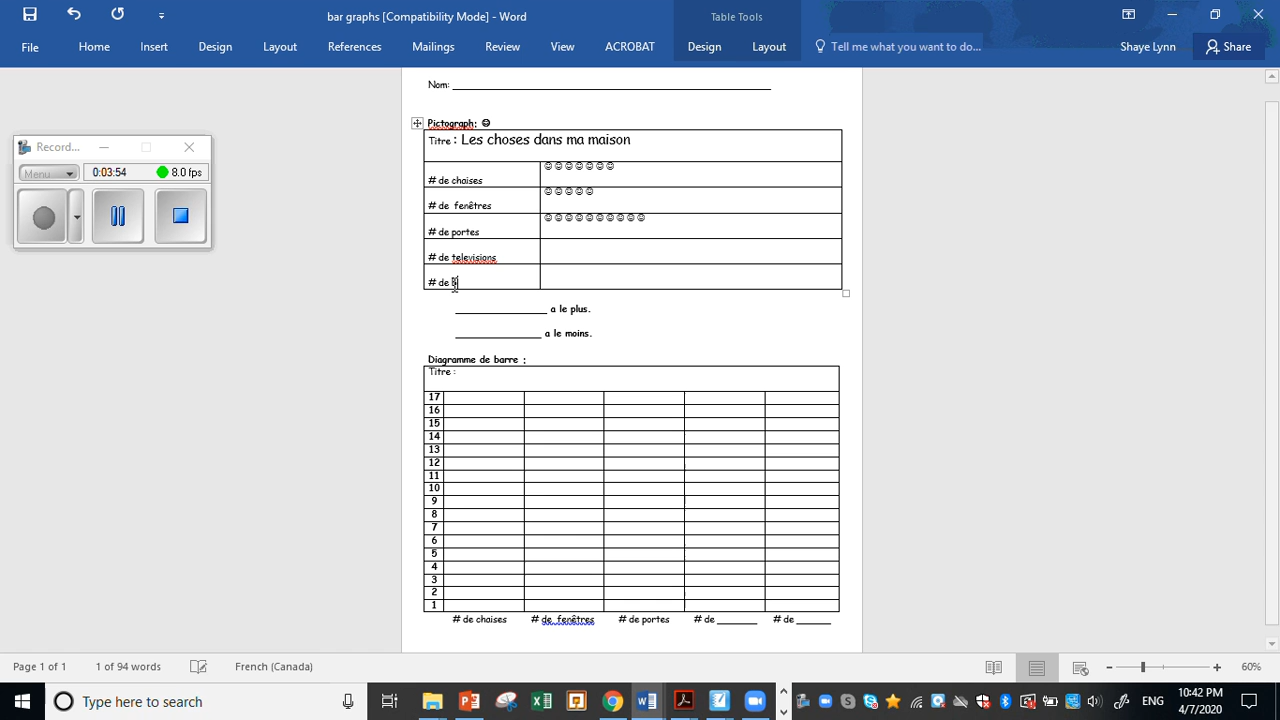 bar graphs [Compatibility Mode] - Word
Table Tools
File
Home
Insert
Design
Layout
References
Mailings
Review
View
ACROBAT
Design
Layout
Tell me what you want to do...
Shaye Lynn
Share
Record...
Menu
0:03:54
8.0 fps
Nom: ____________________
Pictograph: ☺
Titre : Les choses dans ma maison
# de chaises ☺☺☺☺☺☺☺
# de fenêtres ☺☺☺☺☺
# de portes ☺☺☺☺☺☺☺☺☺☺
# de televisions
# de
________________ a le plus.
________________ a le moins.
Diagramme de barre :
Titre :
17
16
15
14
13
12
11
10
9
8
7
6
5
4
3
2
1
# de chaises # de fenêtres # de portes # de _______ # de ______
Page 1 of 1
1 of 94 words
French (Canada)
60%
Type here to search
ENG
10:42 PM
4/7/2020